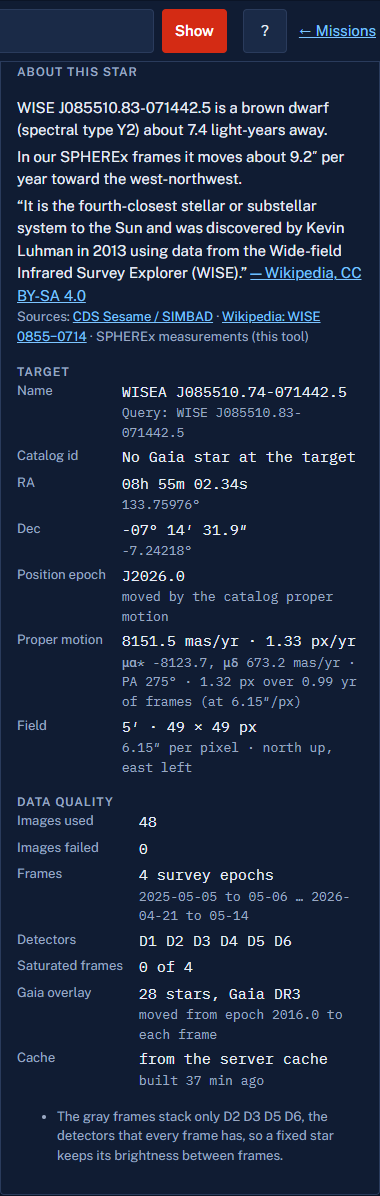 Show
?
← Missions
ABOUT THIS STAR
WISE J085510.83-071442.5 is a brown dwarf
(spectral type Y2) about 7.4 light-years away.
In our SPHEREx frames it moves about 9.2″ per
year toward the west-northwest.
“It is the fourth-closest stellar or substellar
system to the Sun and was discovered by Kevin
Luhman in 2013 using data from the Wide-field
Infrared Survey Explorer (WISE).” — Wikipedia, CC
BY-SA 4.0
Sources: CDS Sesame / SIMBAD · Wikipedia: WISE
0855−0714 · SPHEREx measurements (this tool)
TARGET
Name WISEA J085510.74-071442.5
Query: WISE J085510.83-
071442.5
Catalog id No Gaia star at the target
RA 08h 55m 02.34s
133.75976°
Dec -07° 14′ 31.9″
-7.24218°
Position epoch J2026.0
moved by the catalog proper
motion
Proper motion 8151.5 mas/yr · 1.33 px/yr
μα∗ -8123.7, μδ 673.2 mas/yr ·
PA 275° · 1.32 px over 0.99 yr
of frames (at 6.15″/px)
Field 5′ · 49 × 49 px
6.15″ per pixel · north up,
east left
DATA QUALITY
Images used 48
Images failed 0
Frames 4 survey epochs
2025-05-05 to 05-06 … 2026-
04-21 to 05-14
Detectors D1 D2 D3 D4 D5 D6
Saturated frames 0 of 4
Gaia overlay 28 stars, Gaia DR3
moved from epoch 2016.0 to
each frame
Cache from the server cache
built 37 min ago
• The gray frames stack only D2 D3 D5 D6, the
detectors that every frame has, so a fixed star
keeps its brightness between frames.